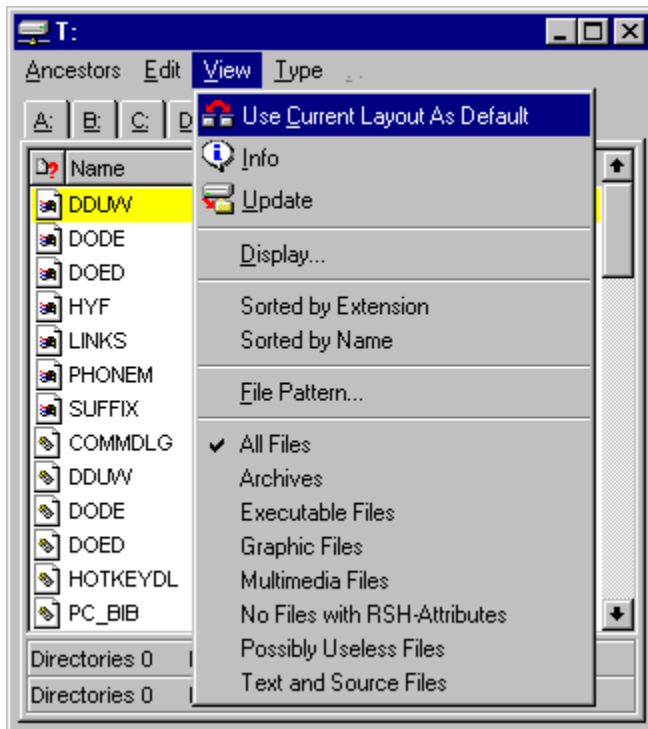 T:
Ancestors Edit View Type
A: B: C: D
Use Current Layout As Default
Info
Update
Display...
Sorted by Extension
Sorted by Name
File Pattern...
All Files
Archives
Executable Files
Graphic Files
Multimedia Files
No Files with RSH-Attributes
Possibly Useless Files
Text and Source Files
Name
DDUW
DODE
DOED
HYF
LINKS
PHONEM
SUFFIX
COMMDLG
DDUW
DODE
DOED
HOTKEYDL
PC_BIB
Directories 0
Directories 0